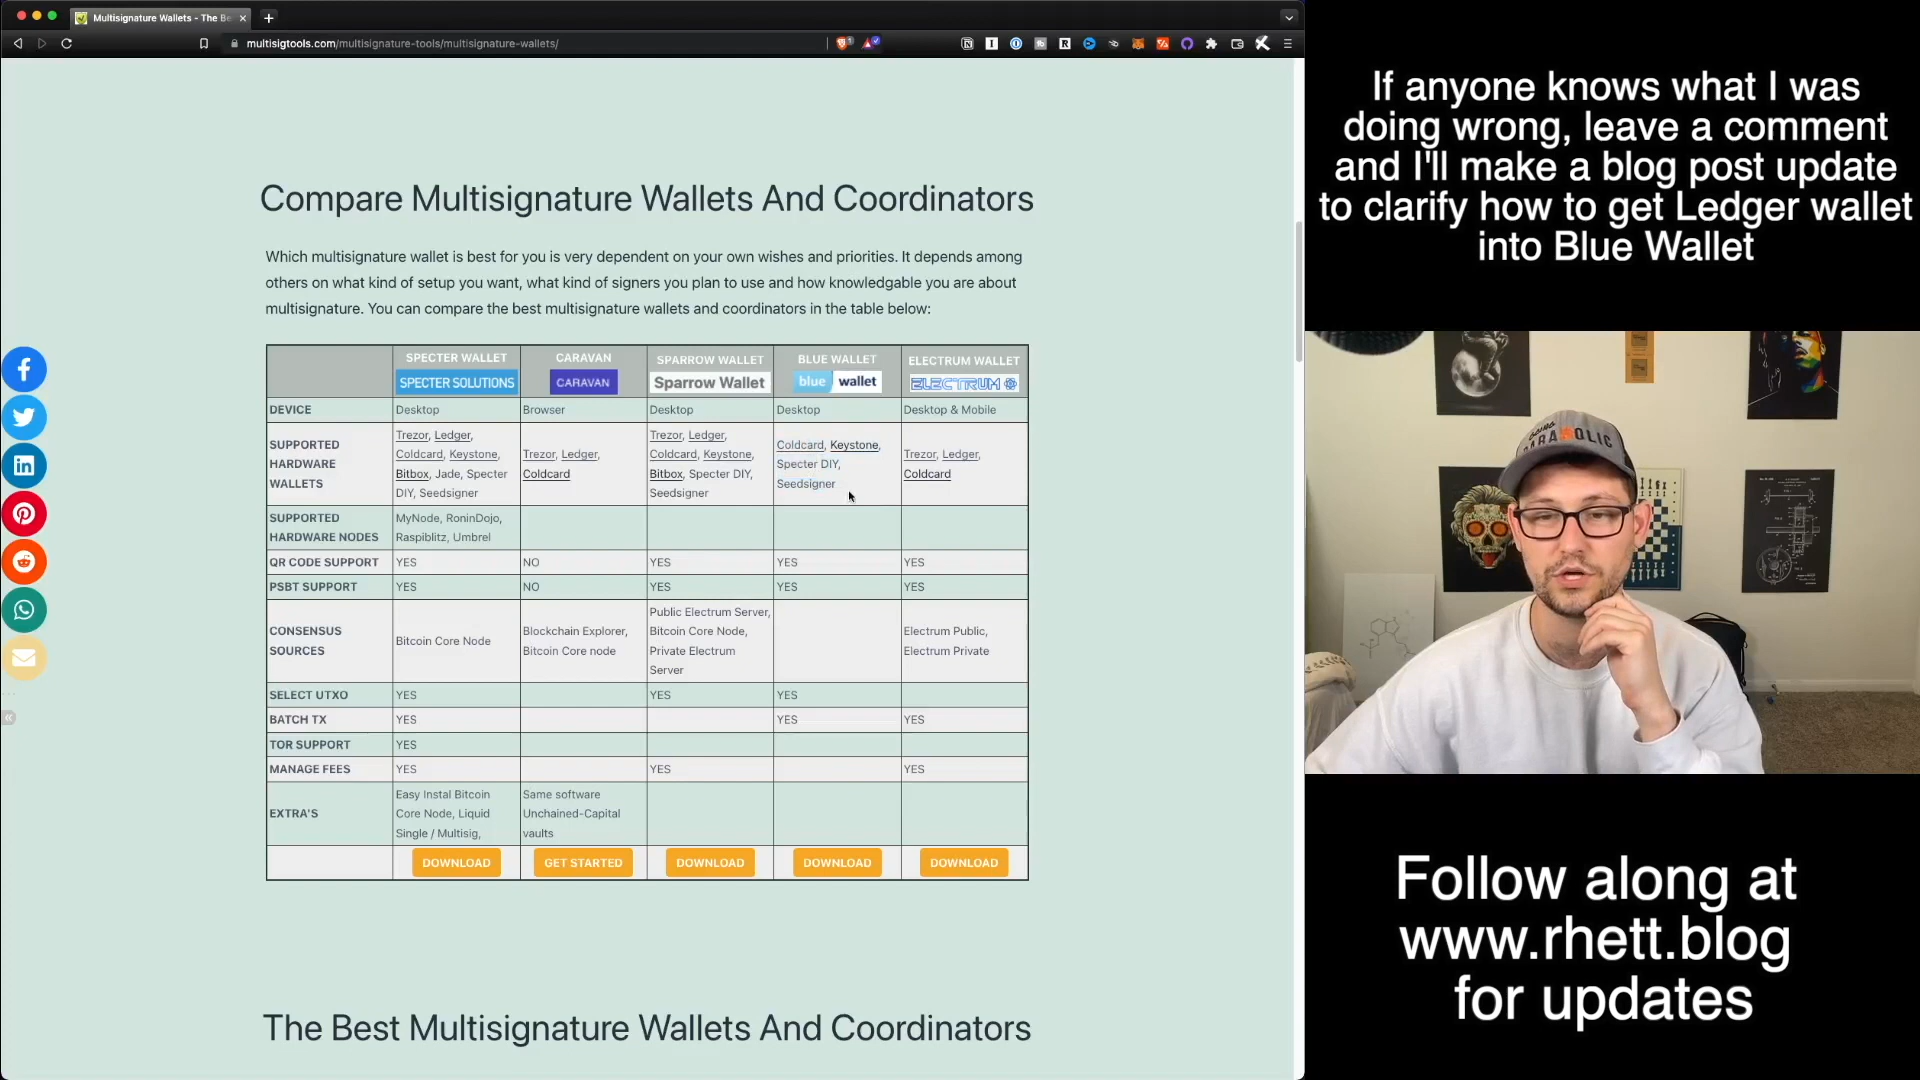 Multisignature Wallets - The Be
multisigtools.com/multisignature-tools/multisignature-wallets/
Compare Multisignature Wallets And Coordinators
Which multisignature wallet is best for you is very dependent on your own wishes and priorities. It depends among
others on what kind of setup you want, what kind of signers you plan to use and how knowledgable you are about
multisignature. You can compare the best multisignature wallets and coordinators in the table below:
SPECTER WALLET CARAVAN SPARROW WALLET BLUE WALLET ELECTRUM WALLET
SPECTER SOLUTIONS CARAVAN Sparrow Wallet blue wallet ELECTRUM
DEVICE Desktop Browser Desktop Desktop Desktop & Mobile
SUPPORTED
HARDWARE
WALLETS
Trezor, Ledger,
Coldcard, Keystone,
Bitbox, Jade, Specter
DIY, Seedsigner
Trezor, Ledger,
Coldcard
Trezor, Ledger,
Coldcard, Keystone,
Bitbox, Specter DIY,
Seedsigner
Coldcard, Keystone,
Specter DIY,
Seedsigner
Trezor, Ledger,
Coldcard
SUPPORTED
HARDWARE NODES
MyNode, RoninDojo,
Raspiblitz, Umbrel
QR CODE SUPPORT YES NO YES YES YES
PSBT SUPPORT YES NO YES YES YES
CONSENSUS
SOURCES
Bitcoin Core Node
Blockchain Explorer,
Bitcoin Core node
Public Electrum Server,
Bitcoin Core Node,
Private Electrum
Server
Electrum Public,
Electrum Private
SELECT UTXO YES YES YES
BATCH TX YES YES YES
TOR SUPPORT YES
MANAGE FEES YES YES YES
EXTRA'S
Easy Instal Bitcoin
Core Node, Liquid
Single / Multisig,
Same software
Unchained-Capital
vaults
DOWNLOAD GET STARTED DOWNLOAD DOWNLOAD DOWNLOAD
The Best Multisignature Wallets And Coordinators
If anyone knows what I was
doing wrong, leave a comment
and I'll make a blog post update
to clarify how to get Ledger wallet
into Blue Wallet
Follow along at
www.rhett.blog
for updates